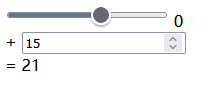 0
+ 15
= 21